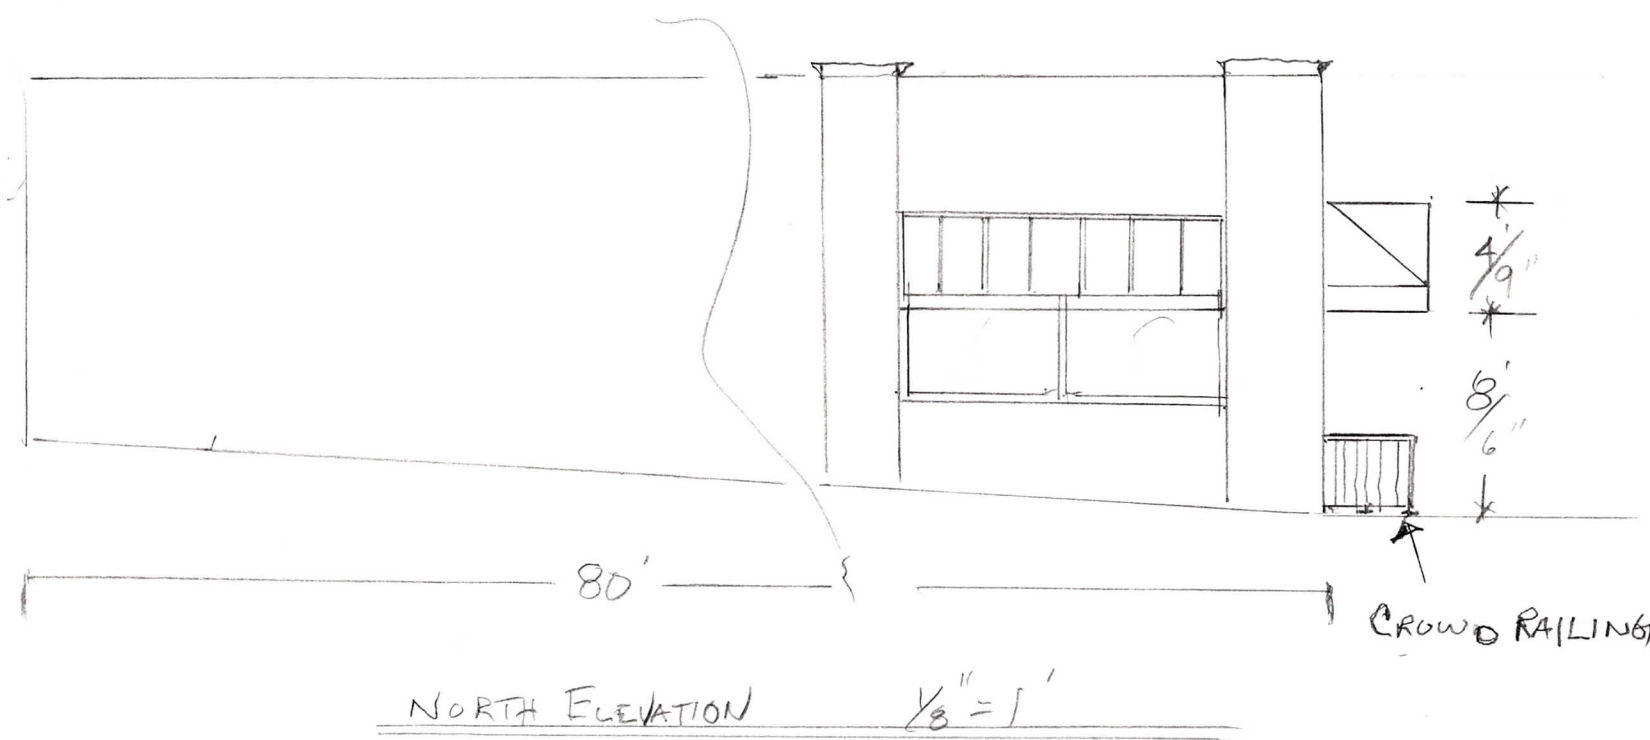 4'/9"
8'/6"
80'
CROWD RAILING
NORTH ELEVATION 1/8" = 1'